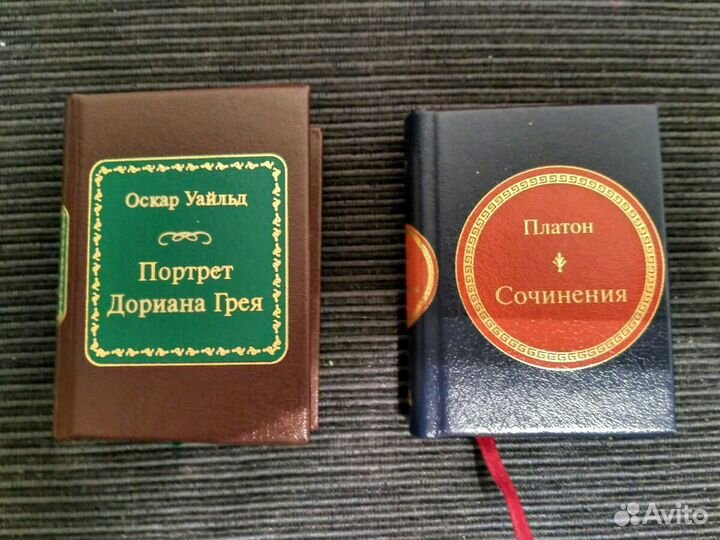 Оскар Уайльд
Портрет
Дориана Грея
Платон
Сочинения
Avito